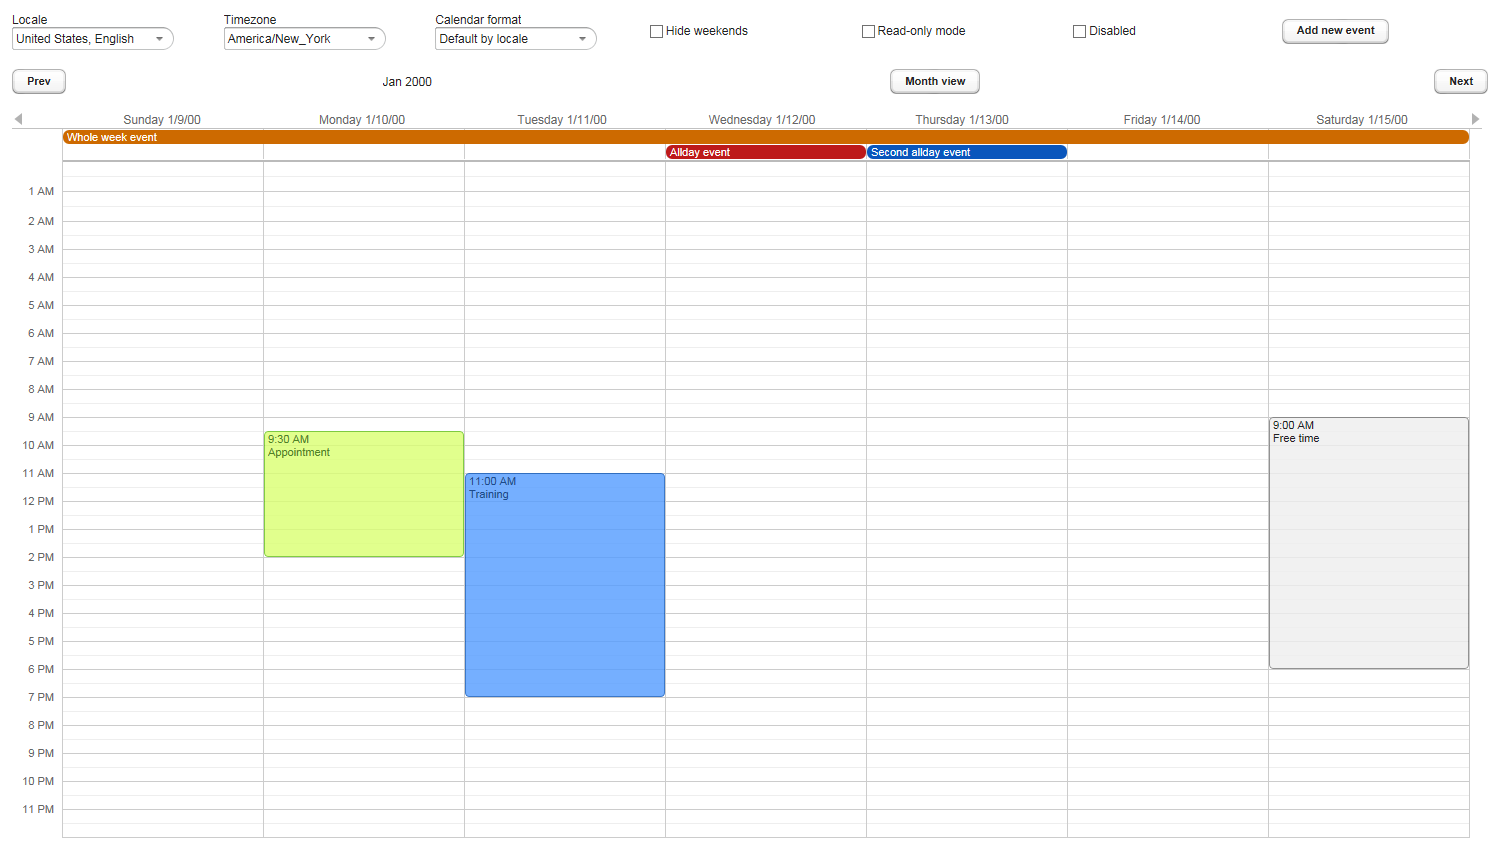 Locale
Timezone
Calendar format
United States, English
America/New_York
Default by locale
Hide weekends
Read-only mode
Disabled
Add new event
Prev
Jan 2000
Month view
Next
Sunday 1/9/00
Monday 1/10/00
Tuesday 1/11/00
Wednesday 1/12/00
Thursday 1/13/00
Friday 1/14/00
Saturday 1/15/00
Whole week event
Allday event
Second allday event
1 AM
2 AM
3 AM
4 AM
5 AM
6 AM
7 AM
8 AM
9 AM
10 AM
11 AM
12 PM
1 PM
2 PM
3 PM
4 PM
5 PM
6 PM
7 PM
8 PM
9 PM
10 PM
11 PM
9:30 AM
Appointment
11:00 AM
Training
9:00 AM
Free time